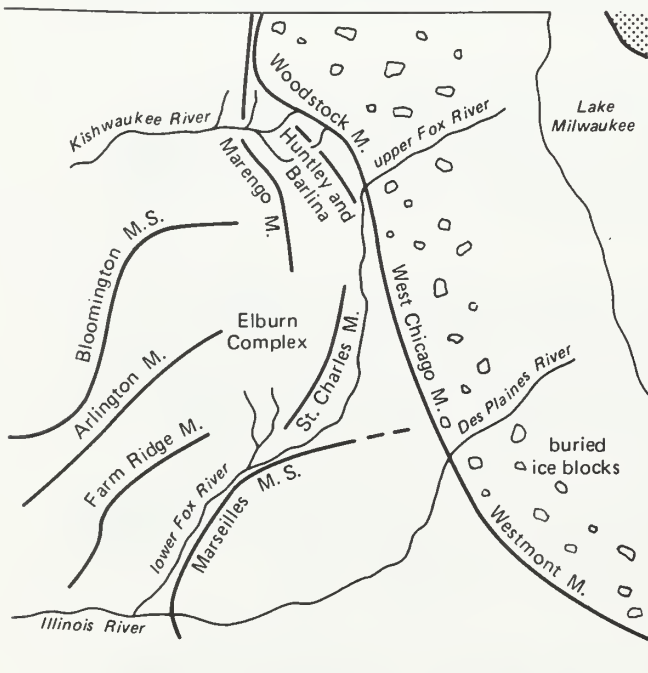 Kishwaukee River
Woodstock M.
Lake
Milwaukee
upper Fox River
Huntley and
Barlina
Marengo M.
Bloomington M.S.
West Chicago M.
Elburn
Complex
St. Charles M.
Arlington M.
Des Plaines River
Farm Ridge M.
buried
ice blocks
lower Fox River
Marseilles M. S.
Westmont M.
Illinois River